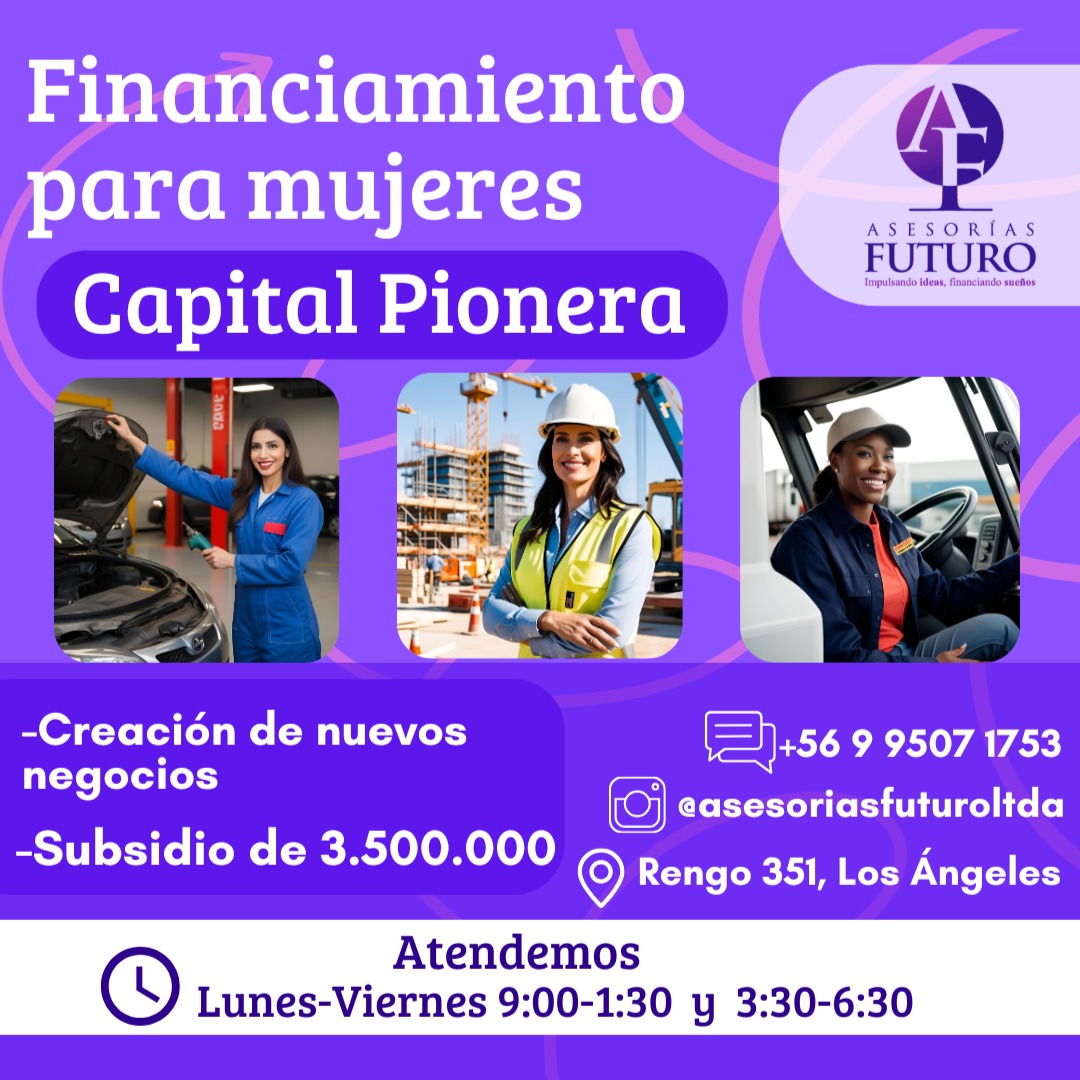 Financiamiento
para mujeres
Capital Pionera
AF
ASESORÍAS
FUTURO
Impulsando ideas, financiando sueños
-Creación de nuevos
negocios
-Subsidio de 3.500.000
+56 9 9507 1753
@asesoriasfuturoltda
Rengo 351, Los Ángeles
Atendemos
Lunes-Viernes 9:00-1:30 y 3:30-6:30